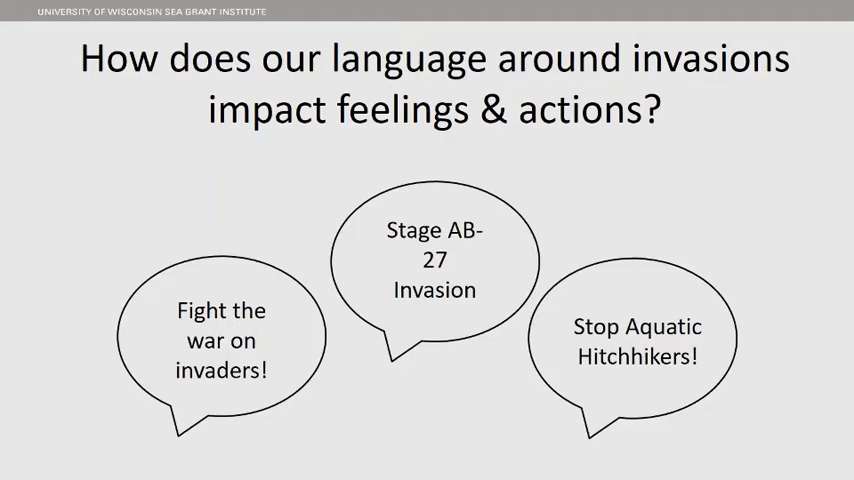 UNIVERSITY OF WISCONSIN SEA GRANT INSTITUTE
How does our language around invasions
impact feelings & actions?
Fight the
war on
invaders!
Stage AB-
27
Invasion
Stop Aquatic
Hitchhikers!